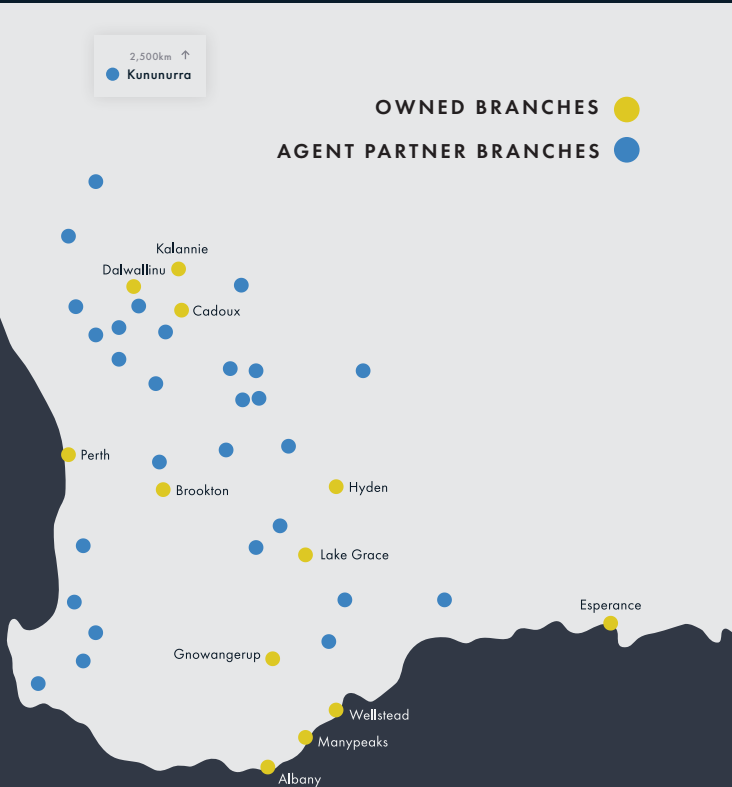 2,500km ↑
Kununurra
OWNED BRANCHES
AGENT PARTNER BRANCHES
Kalannie
Dalwallinu
Cadoux
Perth
Brookton
Hyden
Lake Grace
Esperance
Gnowangerup
Wellstead
Manypeaks
Albany